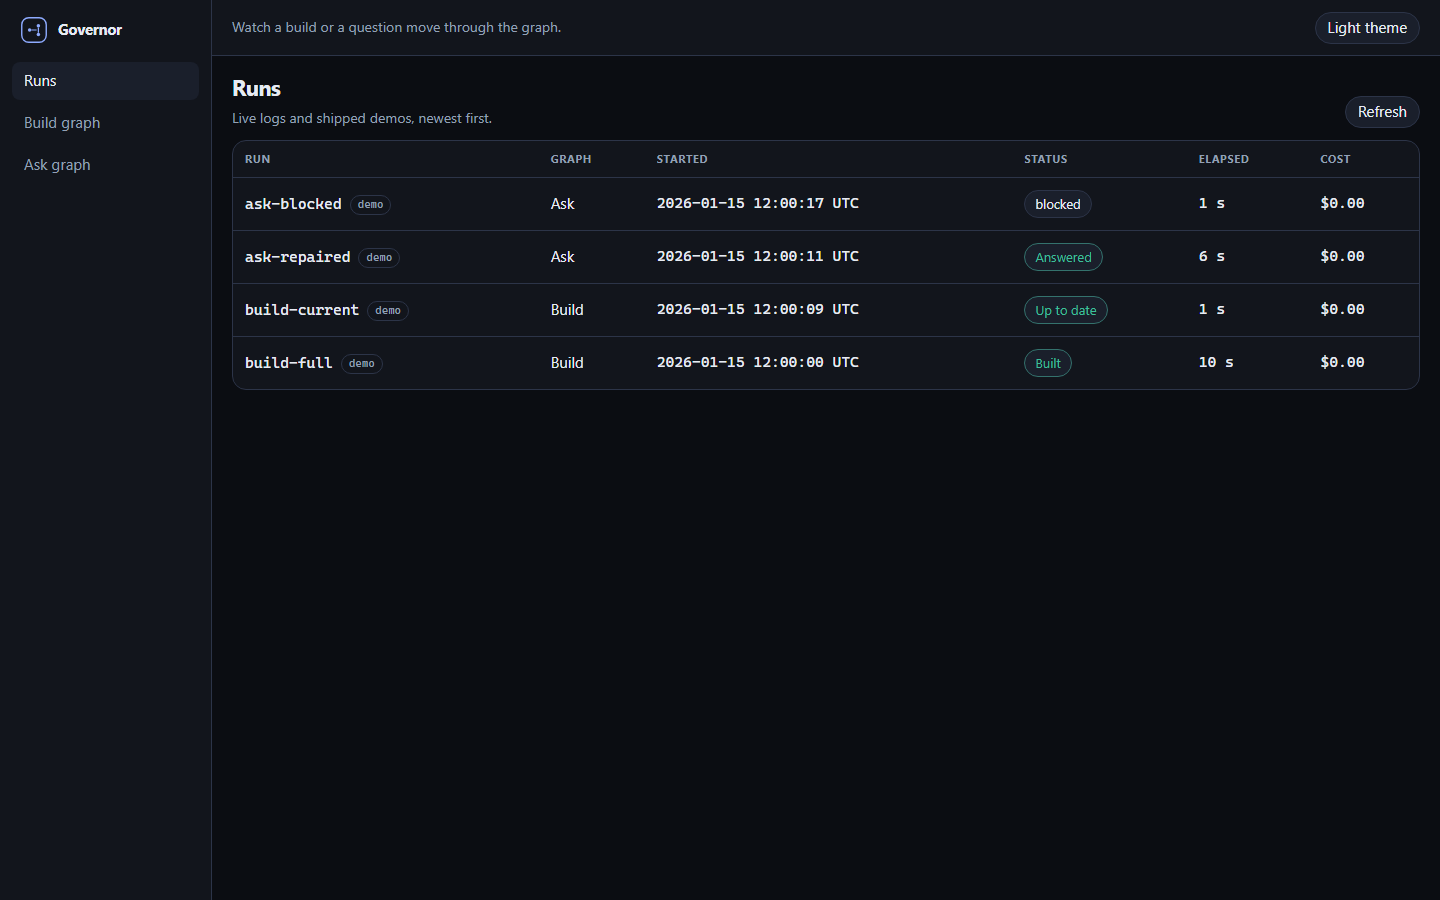 Governor
Watch a build or a question move through the graph.
Light theme
Runs
Build graph
Ask graph
Runs
Live logs and shipped demos, newest first.
Refresh
RUN GRAPH STARTED STATUS ELAPSED COST
ask-blocked demo Ask 2026-01-15 12:00:17 UTC blocked 1 s $0.00
ask-repaired demo Ask 2026-01-15 12:00:11 UTC Answered 6 s $0.00
build-current demo Build 2026-01-15 12:00:09 UTC Up to date 1 s $0.00
build-full demo Build 2026-01-15 12:00:00 UTC Built 10 s $0.00